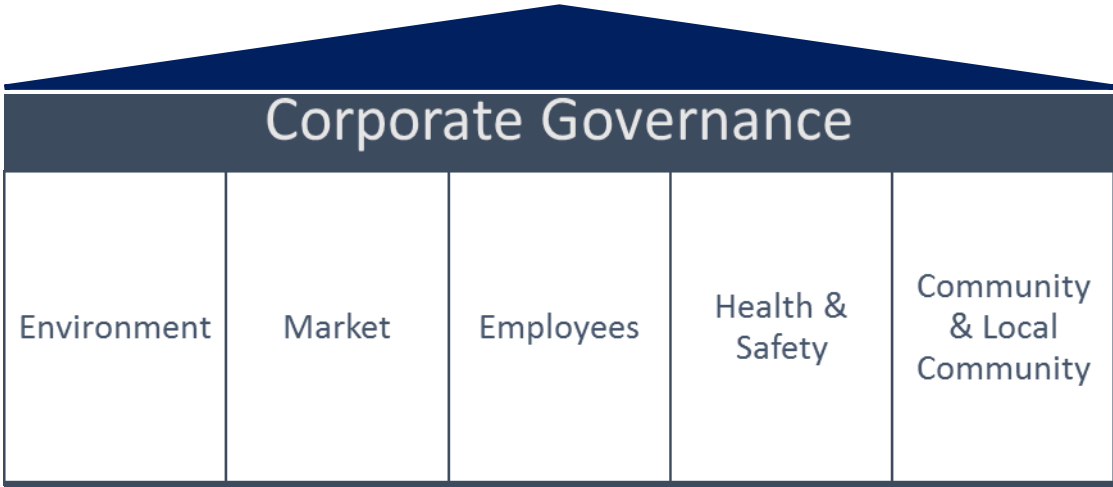 Corporate Governance
Environment
Market
Employees
Health &
Safety
Community
& Local
Community